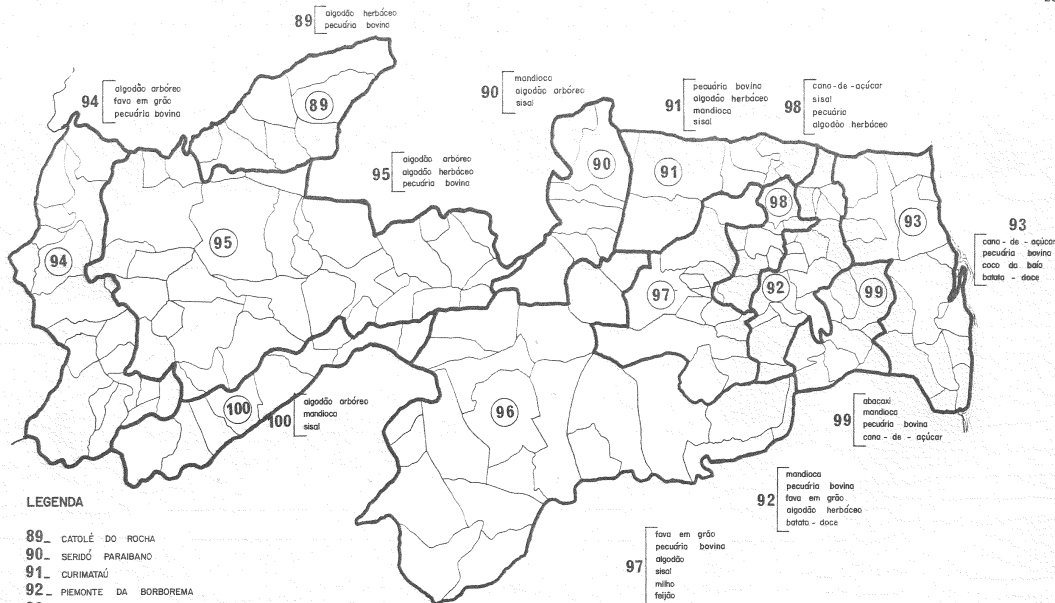 89
algodão herbáceo
pecuária bovina
94
algodão arbóreo
fava em grão
pecuária bovina
90
mandioca
algodão arbóreo
sisal
91
pecuária bovina
algodão herbáceo
mandioca
sisal
98
cana-de-açúcar
sisal
pecuária
algodão herbáceo
95
algodão arbóreo
algodão herbáceo
pecuária bovina
93
cana-de-açúcar
pecuária bovina
coco da baía
batata-doce
89
90
91
98
93
95
94
97
92
99
96
100
100
algodão arbóreo
mandioca
sisal
99
abacaxi
mandioca
pecuária bovina
cana-de-açúcar
92
mandioca
pecuária bovina
fava em grão
algodão herbáceo
batata-doce
97
fava em grão
pecuária bovina
algodão
sisal
milho
feijão
LEGENDA
89_ CATOLÉ DO ROCHA
90_ SERIDÓ PARAIBANO
91_ CURIMATAÚ
92_ PIEMONTE DA BORBOREMA